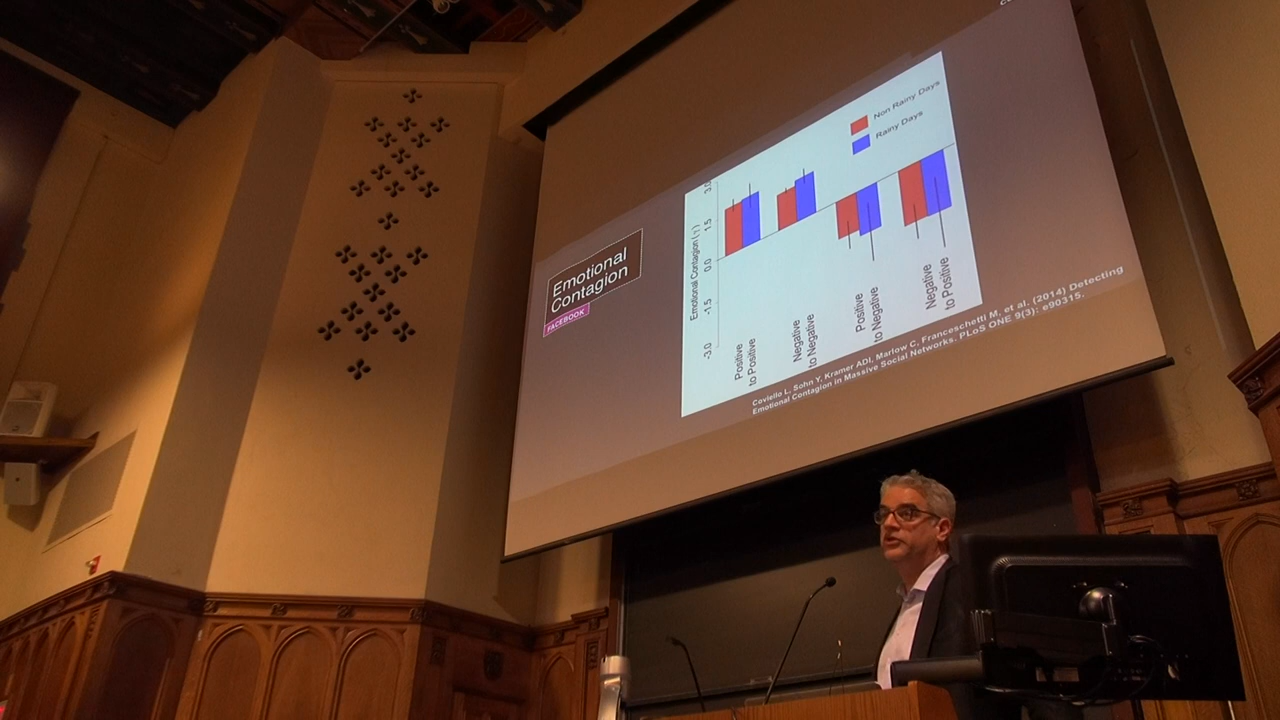 Emotional
Contagion
FACEBOOK
Non Rainy Days
Rainy Days
Emotional Contagion (γ)
3.0
1.5
0.0
-1.5
-3.0
Positive
to Positive
Negative
to Negative
Positive
to Negative
Negative
to Positive
Coviello L, Sohn Y, Kramer ADI, Marlow C, Franceschetti M, et al. (2014) Detecting
Emotional Contagion in Massive Social Networks. PLoS ONE 9(3): e90315.